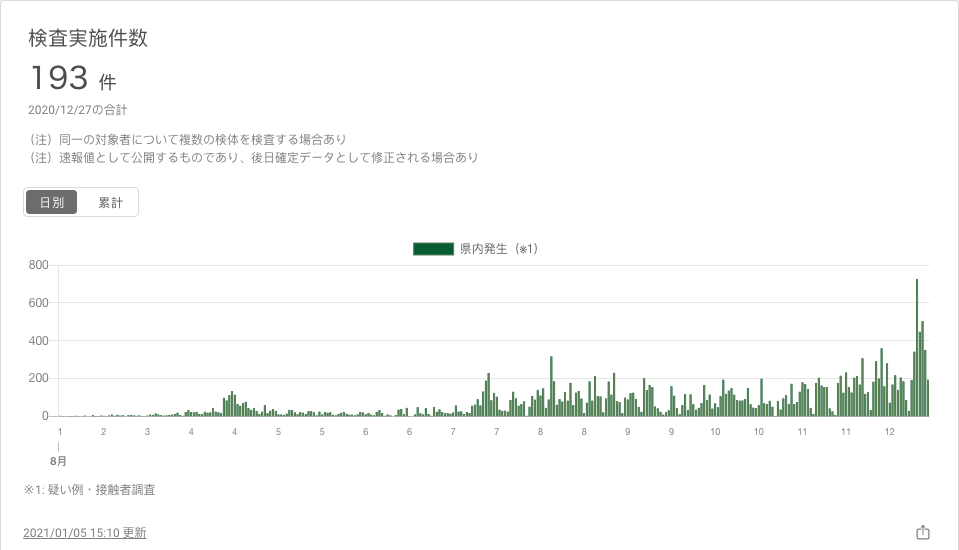 検査実施件数
193 件
2020/12/27の合計
（注）同一の対象者について複数の検体を検査する場合あり
（注）速報値として公開するものであり、後日確定データとして修正される場合あり
日別 累計
県内発生（※1）
800
600
400
200
0
1 2 3 4 4 5 5 6 6 7 7 8 8 9 9 10 10 11 11 12
8月
※1: 疑い例・接触者調査
2021/01/05 15:10 更新